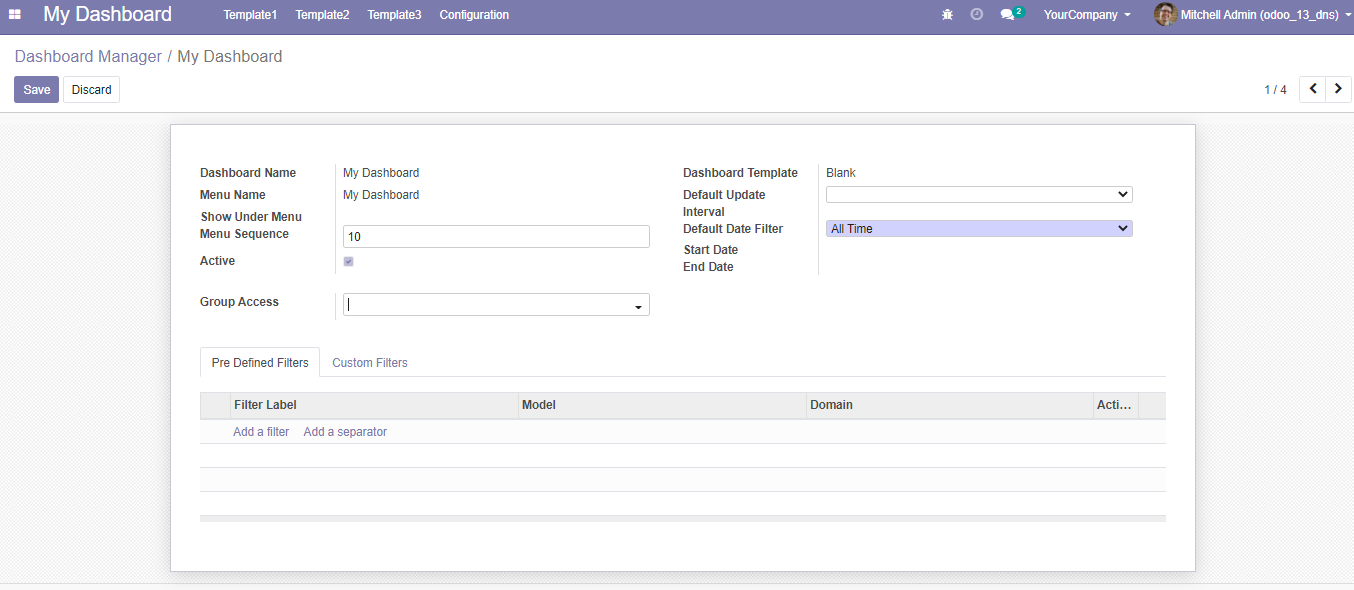 My Dashboard Template1 Template2 Template3 Configuration 2 YourCompany Mitchell Admin (odoo_13_dns)
Dashboard Manager / My Dashboard
Save Discard 1 / 4
Dashboard Name My Dashboard
Menu Name My Dashboard
Show Under Menu
Menu Sequence 10
Active
Group Access
Dashboard Template Blank
Default Update
Interval
Default Date Filter All Time
Start Date
End Date
Pre Defined Filters Custom Filters
Filter Label Model Domain Acti...
Add a filter Add a separator